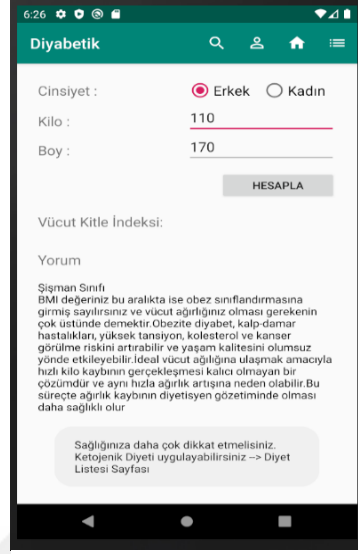 6:26
Diyabetik
Cinsiyet : Erkek Kadın
Kilo : 110
Boy : 170
HESAPLA
Vücut Kitle İndeksi:
Yorum
Şişman Sınıfı
BMI değeriniz bu aralıkta ise obez sınıflandırmasına
girmiş sayılırsınız ve vücut ağırlığınız olması gerekenin
çok üstünde demektir.Obezite diyabet, kalp-damar
hastalıkları, yüksek tansiyon, kolesterol ve kanser
görülme riskini artırabilir ve yaşam kalitesini olumsuz
yönde etkileyebilir.İdeal vücut ağılığına ulaşmak amacıyla
hızlı kilo kaybının gerçekleşmesi kalıcı olmayan bir
çözümdür ve aynı hızla ağırlık artışına neden olabilir.Bu
süreçte ağırlık kaybının diyetisyen gözetiminde olması
daha sağlıklı olur
Sağlığınıza daha çok dikkat etmelisiniz.
Ketojenik Diyeti uygulayabilirsiniz --> Diyet
Listesi Sayfası